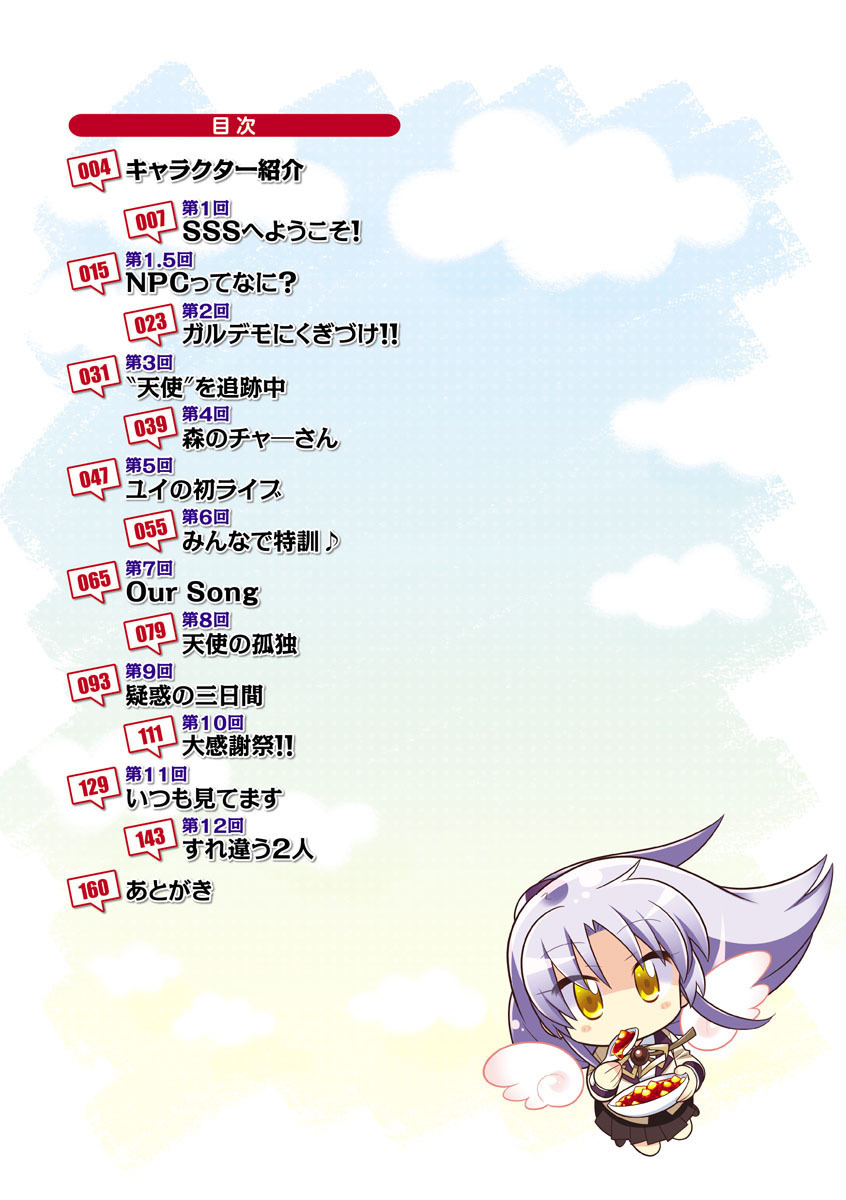 目次
004
キャラクター紹介
007
第1回
SSSへようこそ!
015
第1.5回
NPCってなに?
023
第2回
ガルデモにくぎづけ!!
031
第3回
〝天使〟を追跡中
039
第4回
森のチャーさん
047
第5回
ユイの初ライブ
055
第6回
みんなで特訓♪
065
第7回
Our Song
079
第8回
天使の孤独
093
第9回
疑惑の三日間
111
第10回
大感謝祭!!
129
第11回
いつも見てます
143
第12回
すれ違う2人
160
あとがき